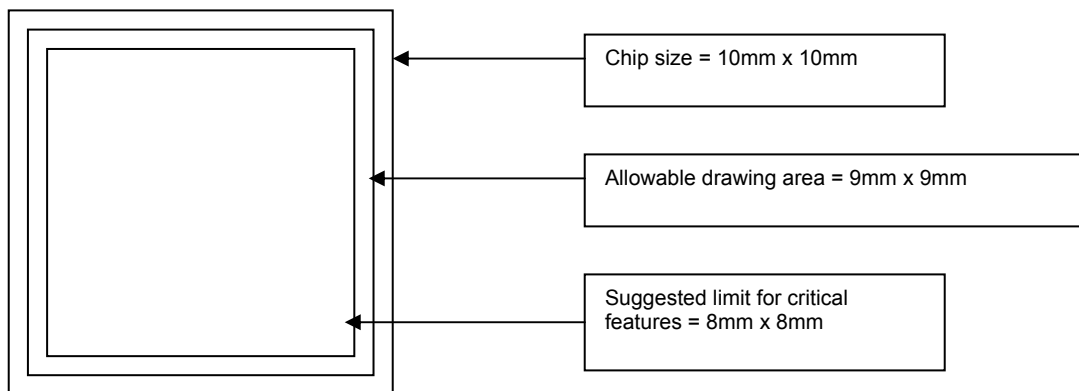 Chip size = 10mm x 10mm
Allowable drawing area = 9mm x 9mm
Suggested limit for critical
features = 8mm x 8mm